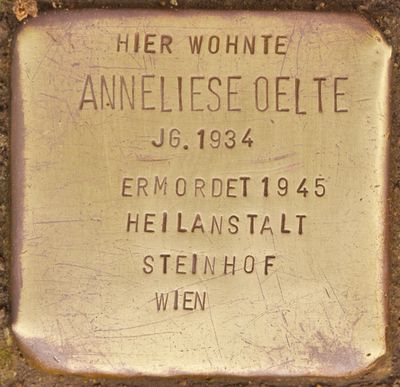 HIER WOHNTE
ANNELIESE OELTE
JG. 1934
ERMORDET 1945
HEILANSTALT
STEINHOF
WIEN